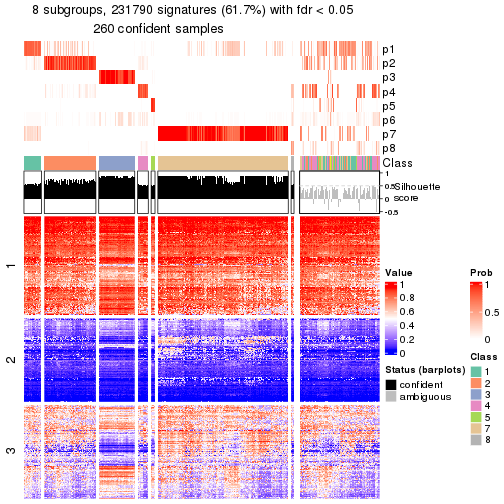 8 subgroups, 231790 signatures (61.7%) with fdr < 0.05
260 confident samples
p1
p2
p3
p4
p5
p6
p7
p8
Class
1
0.5
0
-0.5
Silhouette
score
1
2
3
Value
1
0.8
0.6
0.4
0.2
0
Status (barplots)
confident
ambiguous
Prob
1
0.5
0
Class
1
2
3
4
5
7
8